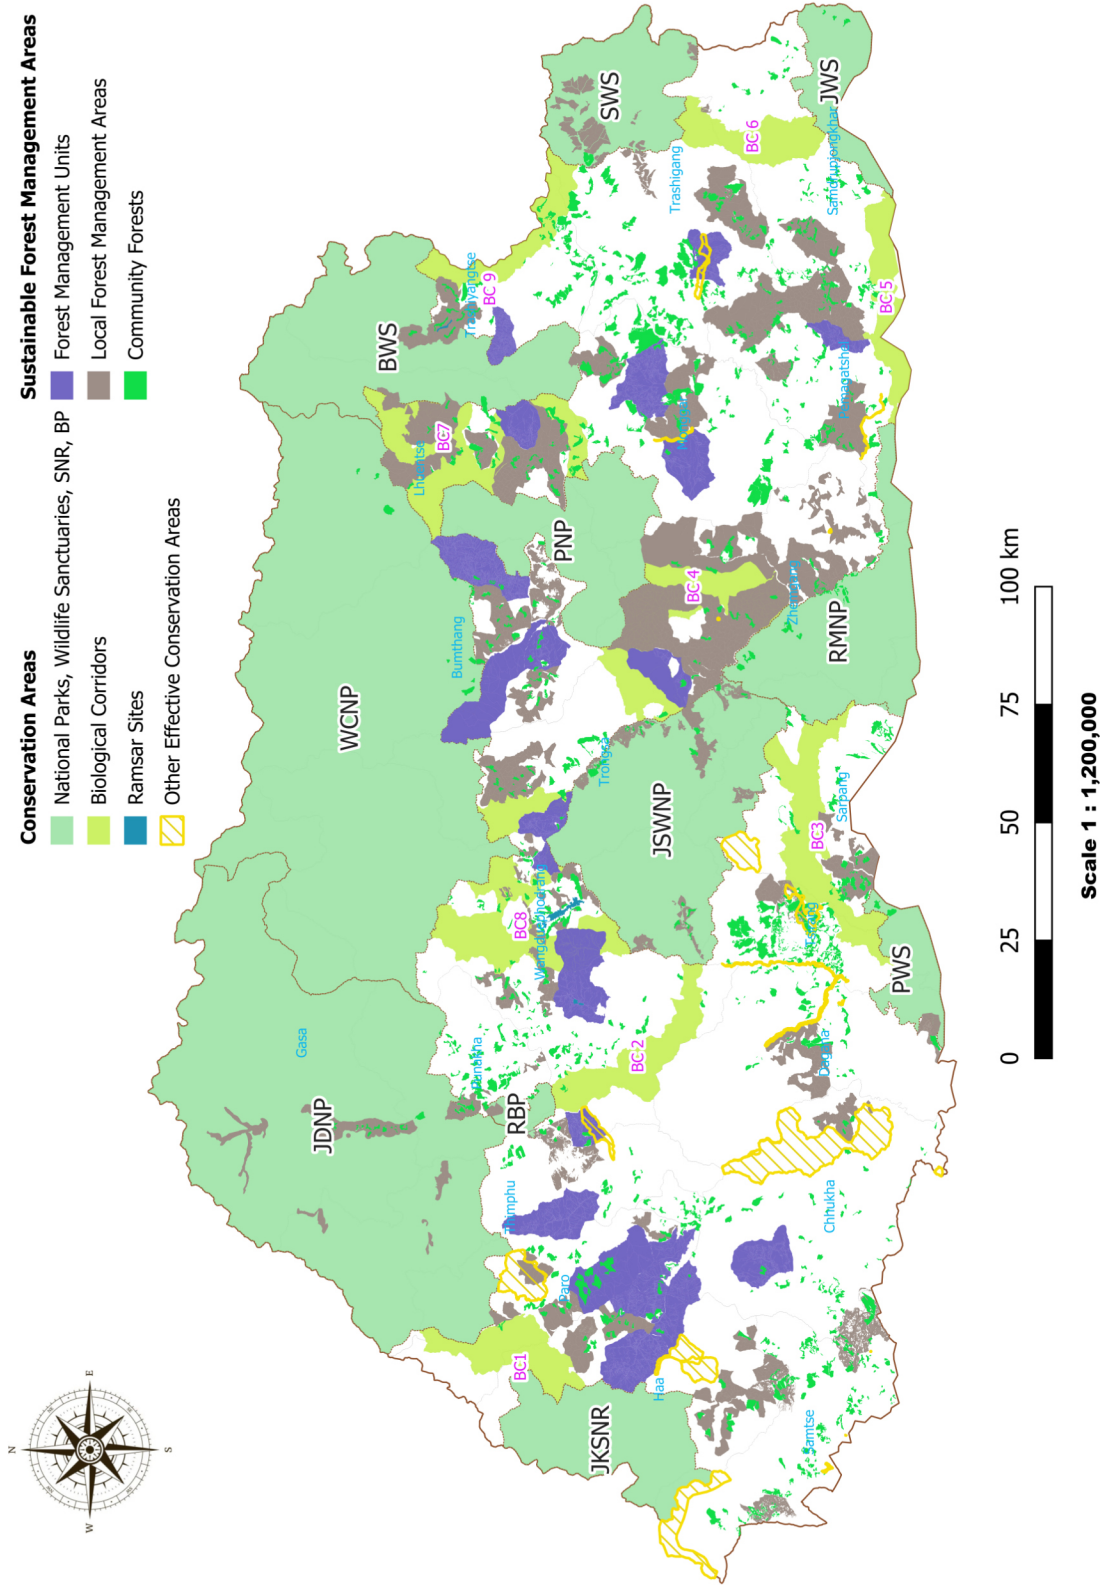 N
E
S
W
Conservation Areas
National Parks, Wildlife Sanctuaries, SNR, BP
Biological Corridors
Ramsar Sites
Other Effective Conservation Areas
Sustainable Forest Management Areas
Forest Management Units
Local Forest Management Areas
Community Forests
WCNP
JDNP
Gasa
BWS
Trashiyangtse
BC 9
BC7
Lhuentse
SWS
Bumthang
PNP
BC8
Wangduephodrang
Punakha
RBP
Thimphu
BC1
Paro
JKSNR
Haa
BC 2
Trongsa
JSWNP
BC 4
Mongar
Trashigang
BC 6
JWS
Samdrupjongkhar
BC 5
Pemagatshel
Zhemgang
RMNP
Sarpang
BC3
Tsirang
PWS
Dagana
Chhukha
Samtse
0
25
50
75
100 km
Scale 1 : 1,200,000